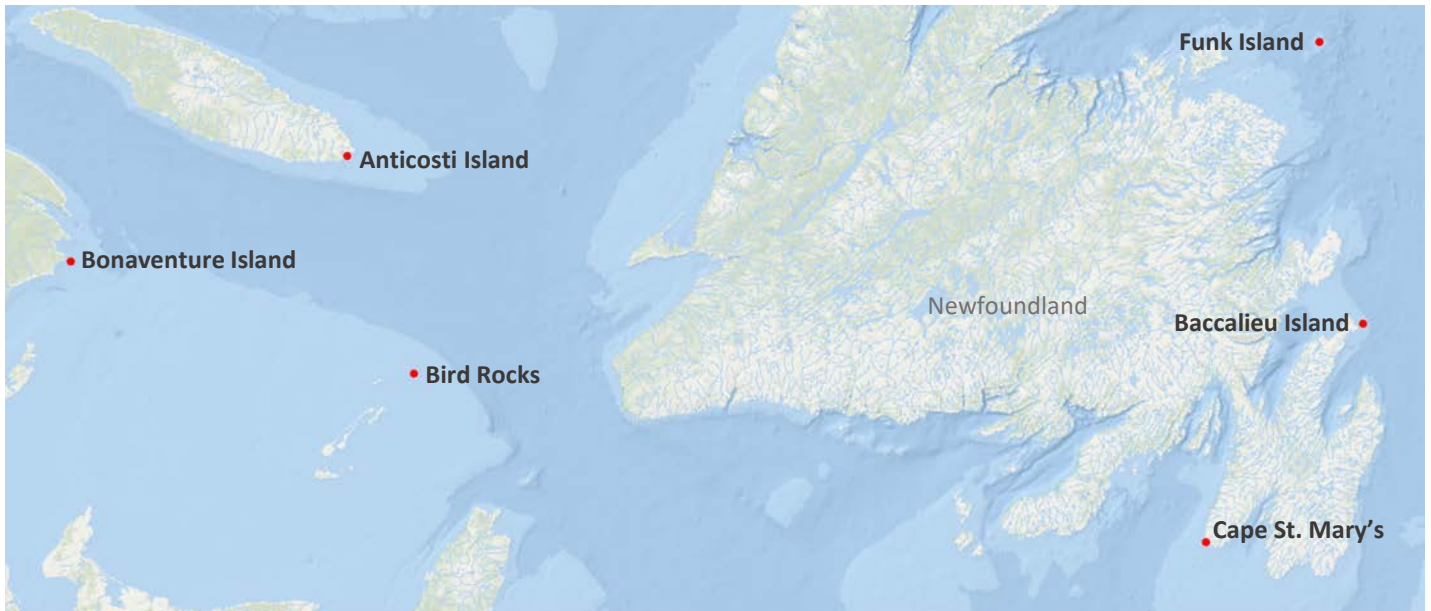 Funk Island
Anticosti Island
Bonaventure Island
Newfoundland
Baccalieu Island
Bird Rocks
Cape St. Mary’s